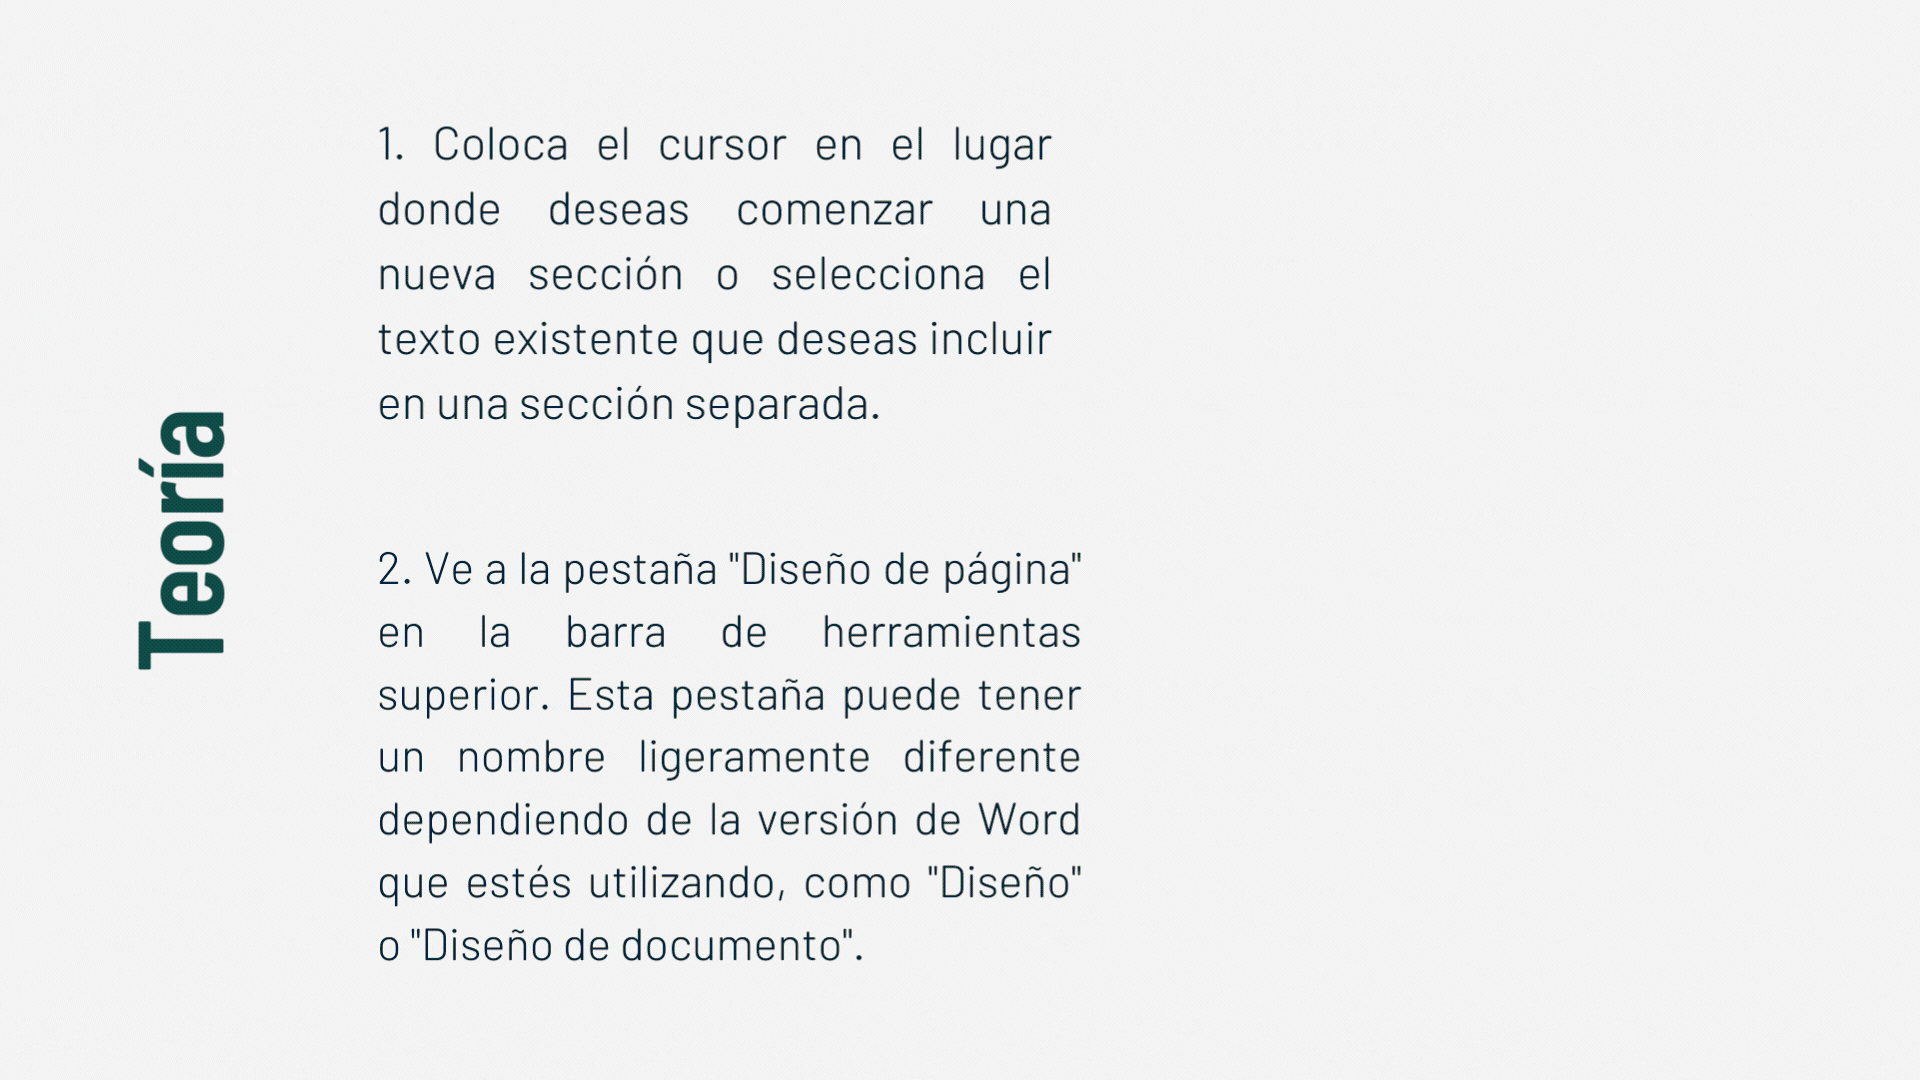 Teoría
1. Coloca el cursor en el lugar
donde deseas comenzar una
nueva sección o selecciona el
texto existente que deseas incluir
en una sección separada.
2. Ve a la pestaña "Diseño de página"
en la barra de herramientas
superior. Esta pestaña puede tener
un nombre ligeramente diferente
dependiendo de la versión de Word
que estés utilizando, como "Diseño"
o "Diseño de documento".